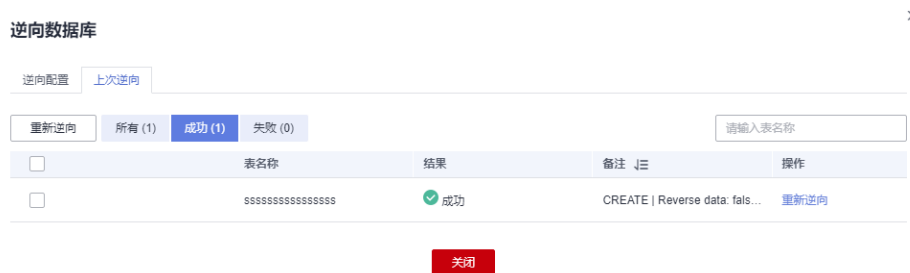 逆向数据库
逆向配置 上次逆向
重新逆向 所有 (1) 成功 (1) 失败 (0) 请输入表名称
表名称 结果 备注 操作
ssssssssssssssss 成功 CREATE | Reverse data: fals... 重新逆向
关闭